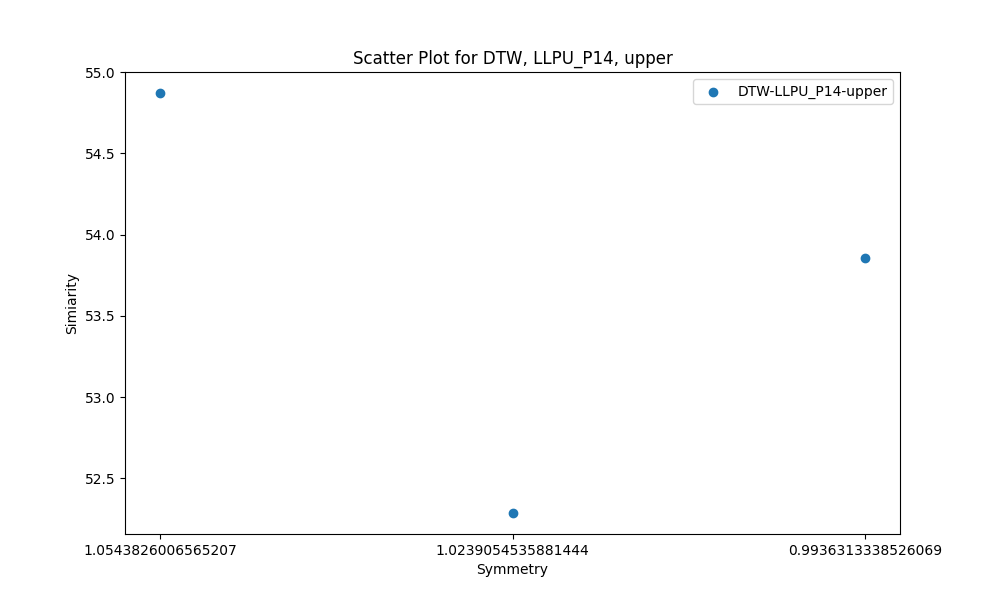 Scatter Plot for DTW, LLPU_P14, upper
DTW-LLPU_P14-upper
55.0
54.5
54.0
53.5
53.0
52.5
Simiarity
1.0543826006565207
1.0239054535881444
0.9936313338526069
Symmetry